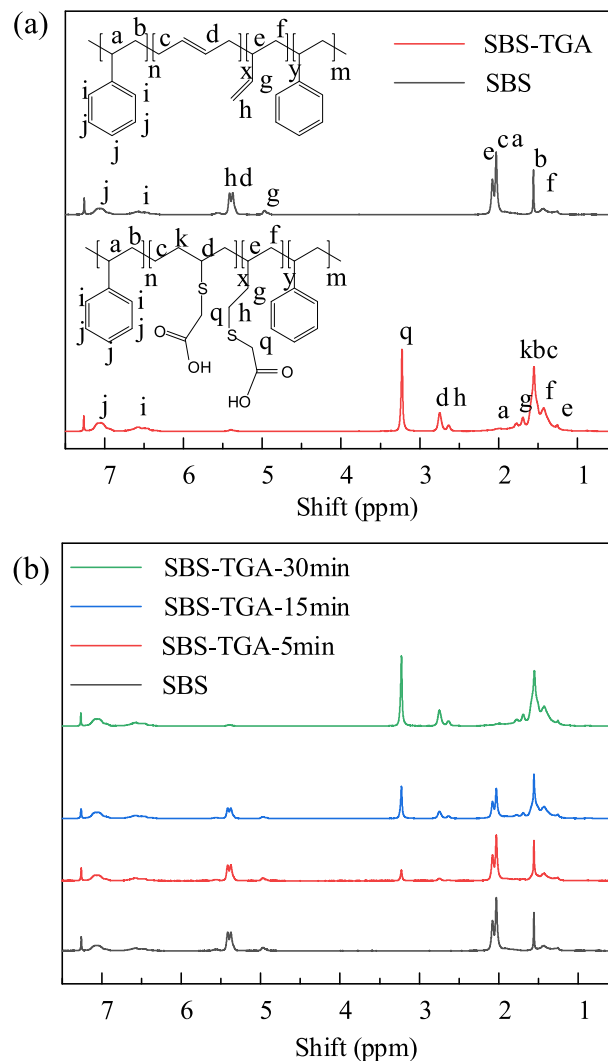 (a)
SBS-TGA
SBS
a b c d e f
n x y m
g
h
i i
j j
j
j i hd g e c a b f
a b c k d e f
n x y m
g
h
i i
j j
j
S
q
O
OH
q
S
q
O
HO
j i q d h a g kbc f e
7 6 5 4 3 2 1
Shift (ppm)
(b)
SBS-TGA-30min
SBS-TGA-15min
SBS-TGA-5min
SBS
7 6 5 4 3 2 1
Shift (ppm)